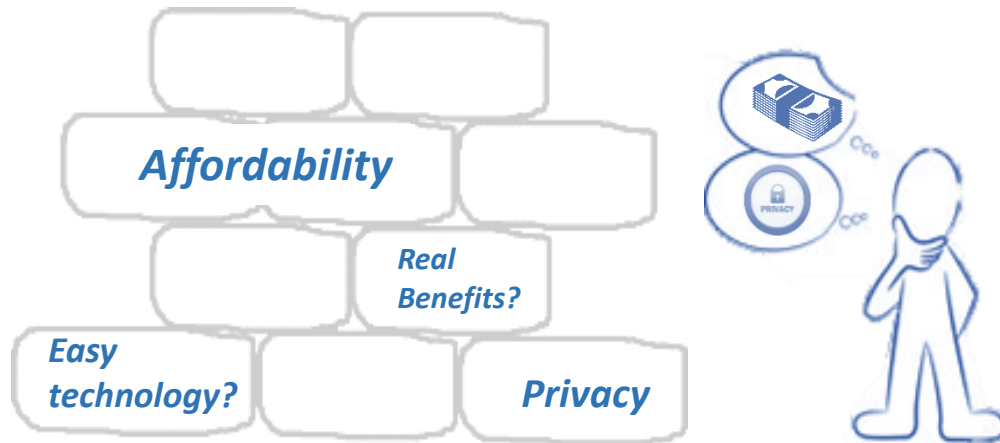 Affordability
Real
Benefits?
Easy
technology?
Privacy
PRIVACY